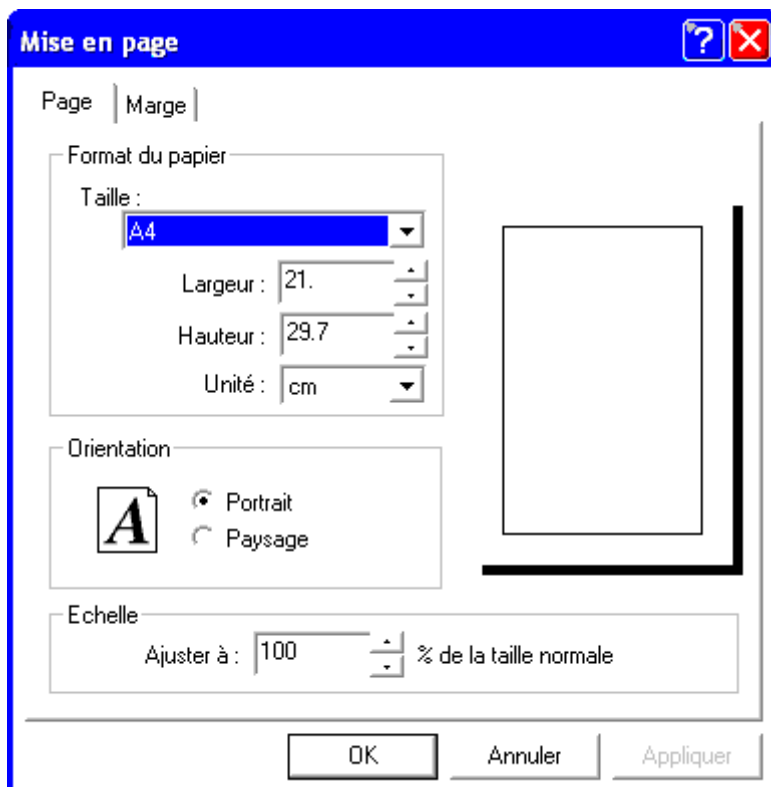 Mise en page
Page Marge
Format du papier
Taille :
A4
Largeur : 21.
Hauteur : 29.7
Unité : cm
Orientation
A Portrait
Paysage
Echelle
Ajuster à : 100 % de la taille normale
OK Annuler Appliquer